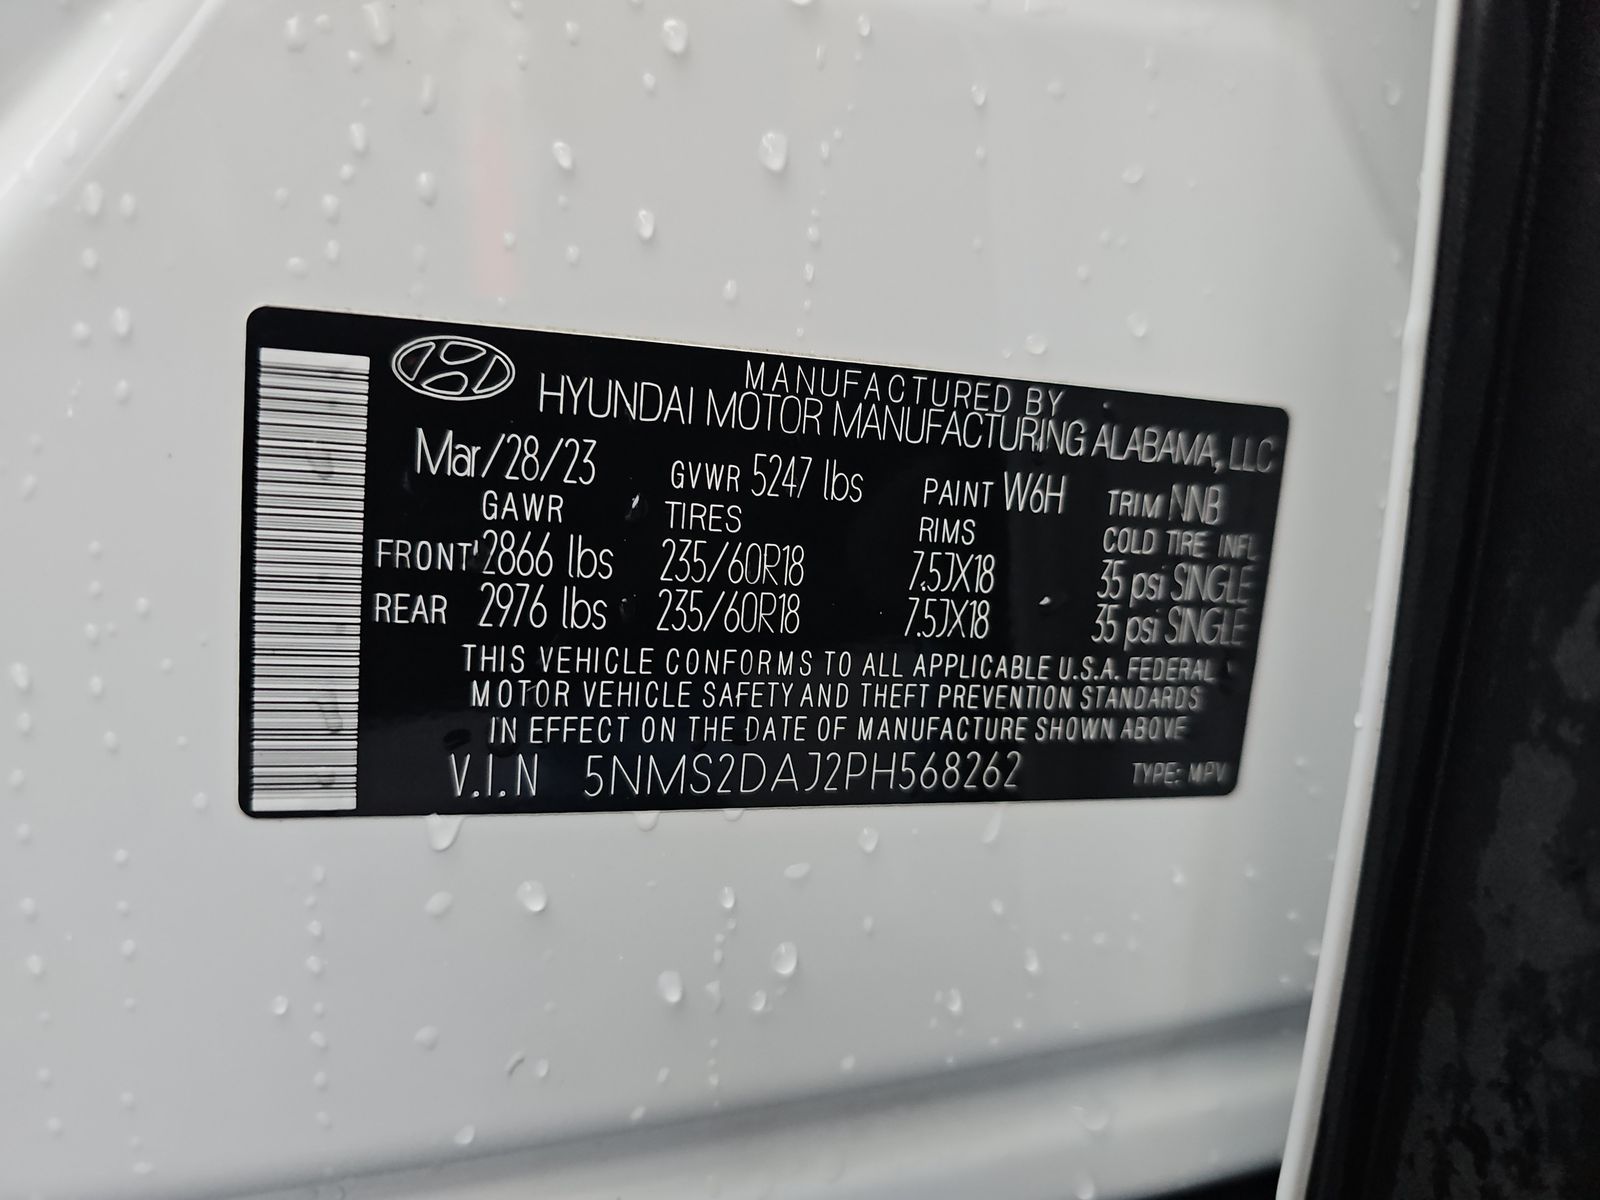 MANUFACTURED BY
HYUNDAI MOTOR MANUFACTURING ALABAMA, LLC
Mar/28/23 GVWR 5247 lbs PAINT W6H TRIM NNB
GAWR TIRES RIMS COLD TIRE INFL
FRONT 2866 lbs 235/60R18 7.5JX18 35 psi SINGLE
REAR 2976 lbs 235/60R18 7.5JX18 35 psi SINGLE
THIS VEHICLE CONFORMS TO ALL APPLICABLE U.S.A. FEDERAL
MOTOR VEHICLE SAFETY AND THEFT PREVENTION STANDARDS
IN EFFECT ON THE DATE OF MANUFACTURE SHOWN ABOVE
V.I.N 5NMS2DAJ2PH568262 TYPE: MPV